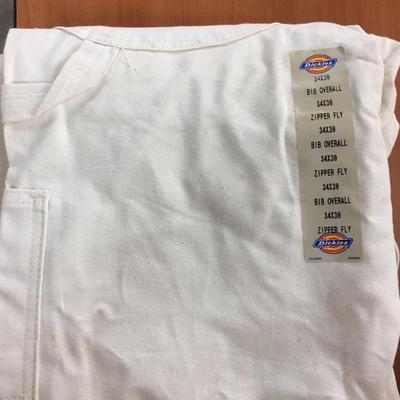 Dickies
34X30
BIB OVERALL
34X30
ZIPPER FLY
34X30
BIB OVERALL
34X30
ZIPPER FLY
34X30
BIB OVERALL
34X30
ZIPPER FLY
Dickies